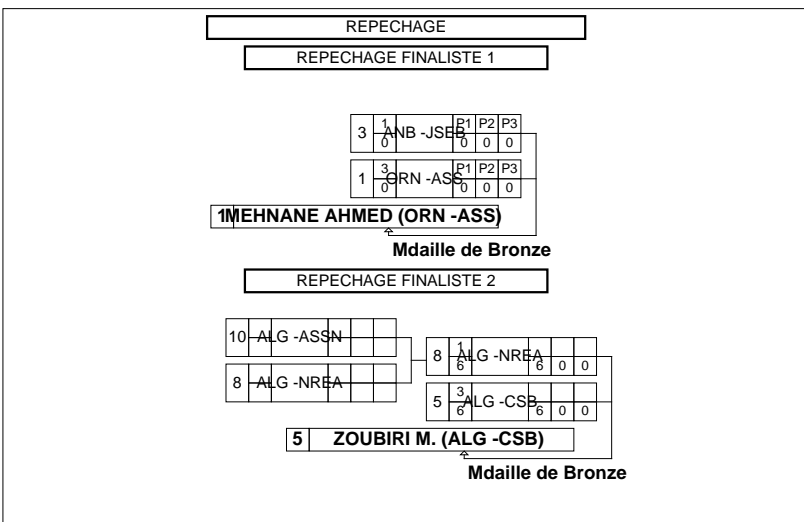 REPECHAGE
REPECHAGE FINALISTE 1
3 1 ANB -JSEB P1 P2 P3
0 0 0 0
1 3 ORN -ASS P1 P2 P3
0 0 0 0
1 MEHNANE AHMED (ORN -ASS)
Mdaille de Bronze
REPECHAGE FINALISTE 2
10 ALG -ASSN
8 ALG -NREA
8 1 ALG -NREA
6 6 0 0
5 3 ALG -CSB
6 6 0 0
5 ZOUBIRI M. (ALG -CSB)
Mdaille de Bronze